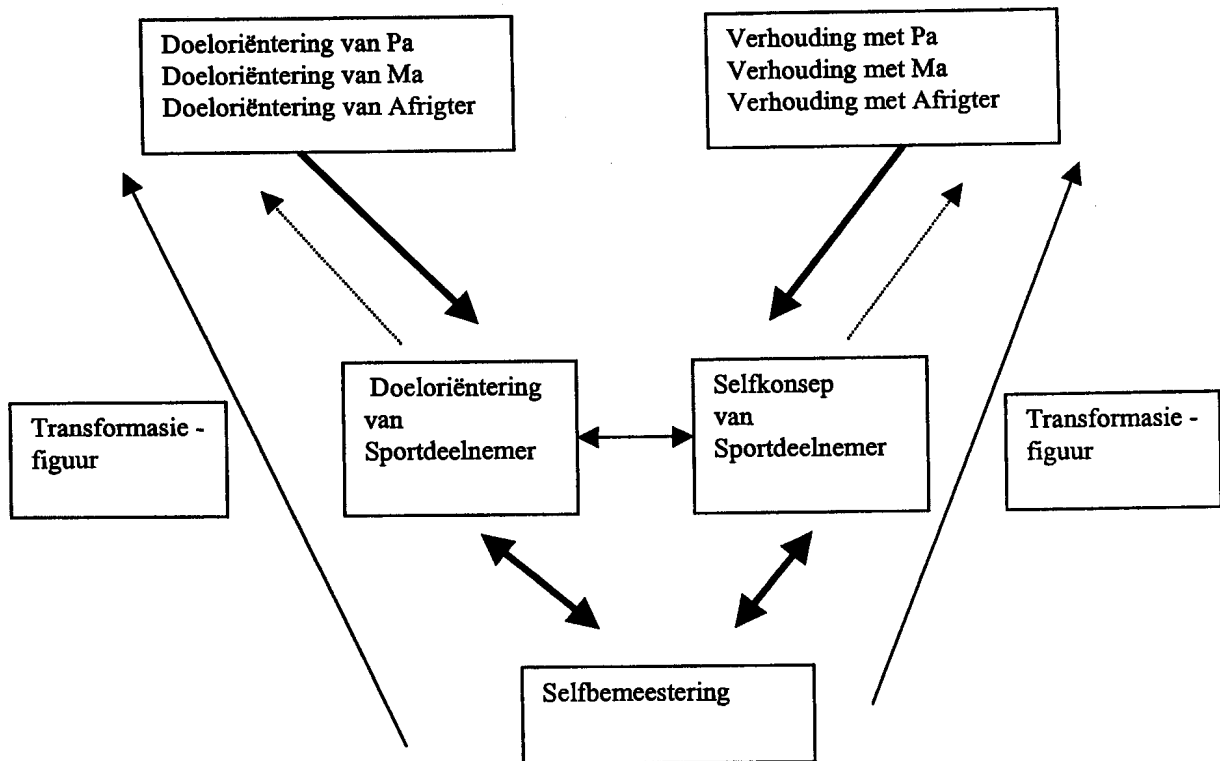 Doeloriëntering van Pa
Doeloriëntering van Ma
Doeloriëntering van Afrigter
Verhouding met Pa
Verhouding met Ma
Verhouding met Afrigter
Transformasie -
figuur
Doeloriëntering
van
Sportdeelnemer
Selfkonsep
van
Sportdeelnemer
Transformasie -
figuur
Selfbemeestering